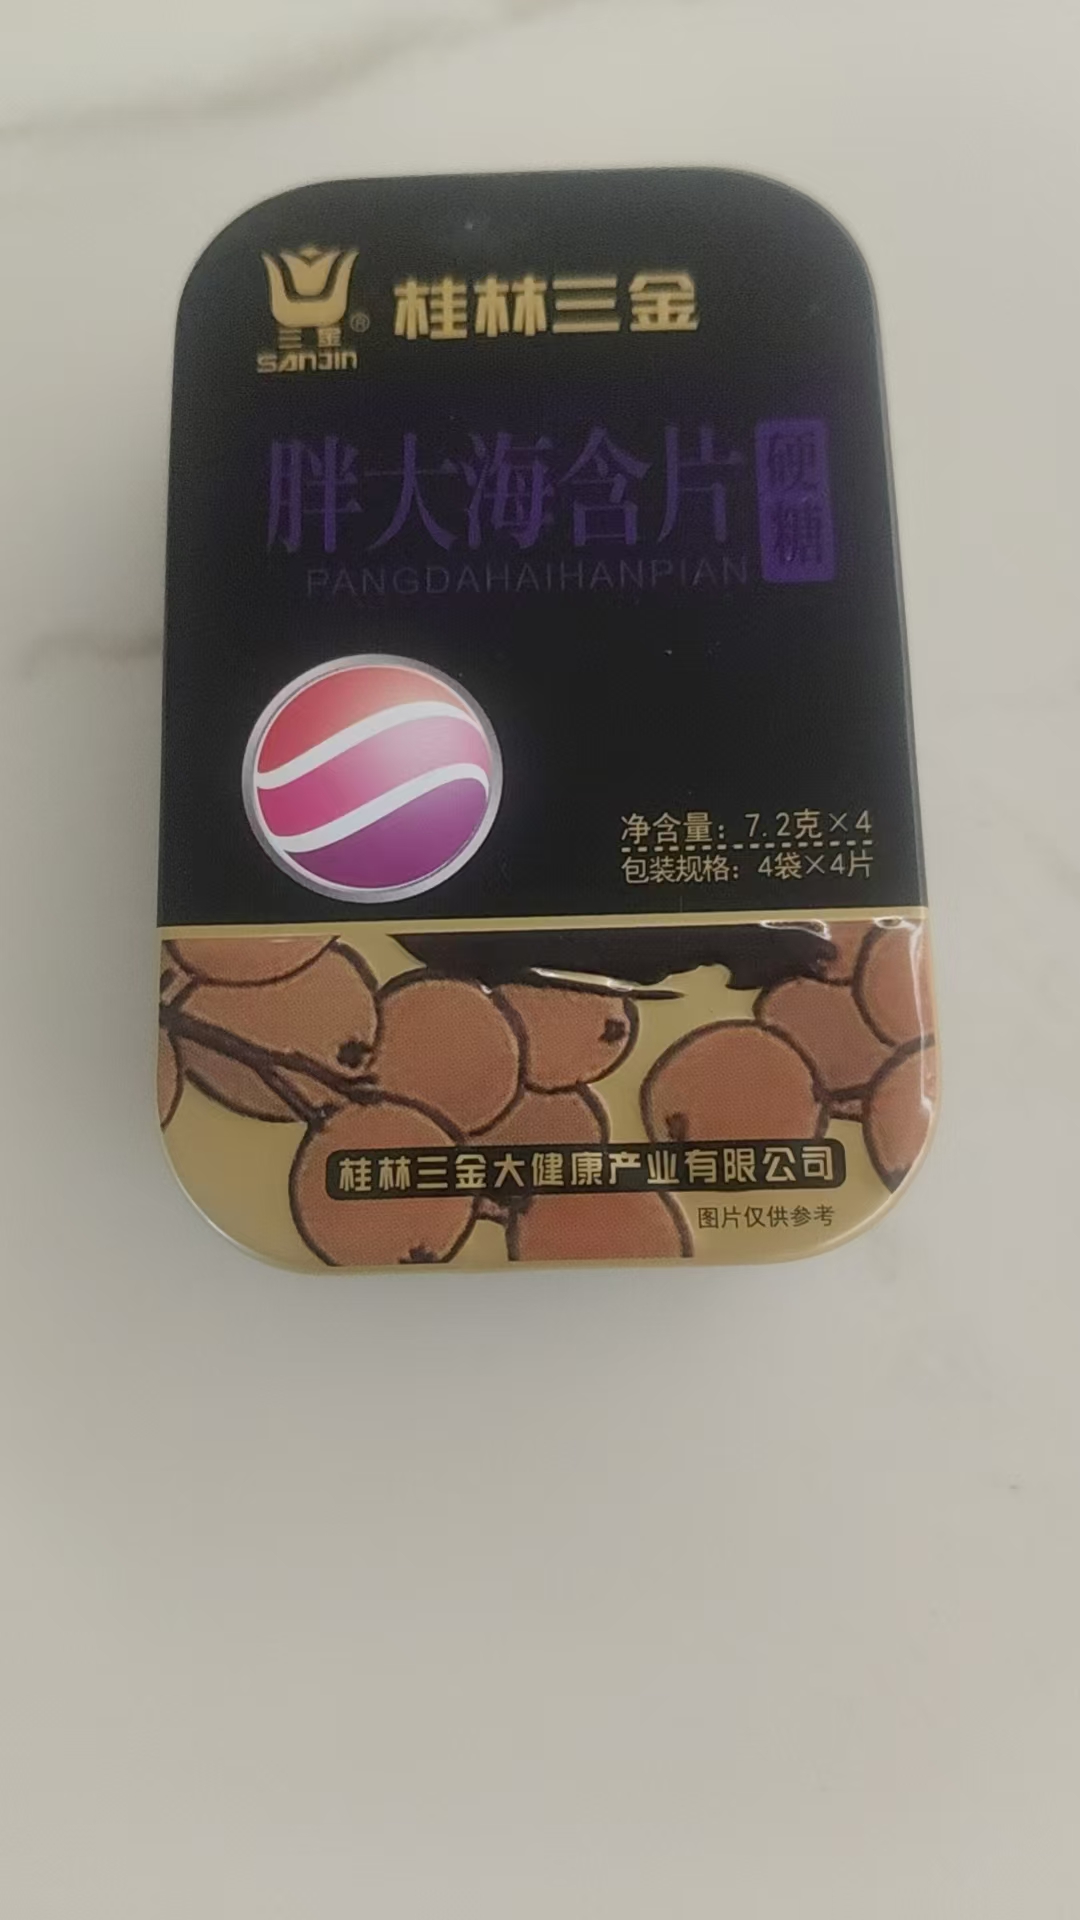 桂林三金
三金®
SANJIN
胖大海含片
硬糖
PANGDAHAIHANPIAN
净含量：7.2克×4
包装规格：4袋×4片
桂林三金大健康产业有限公司
图片仅供参考